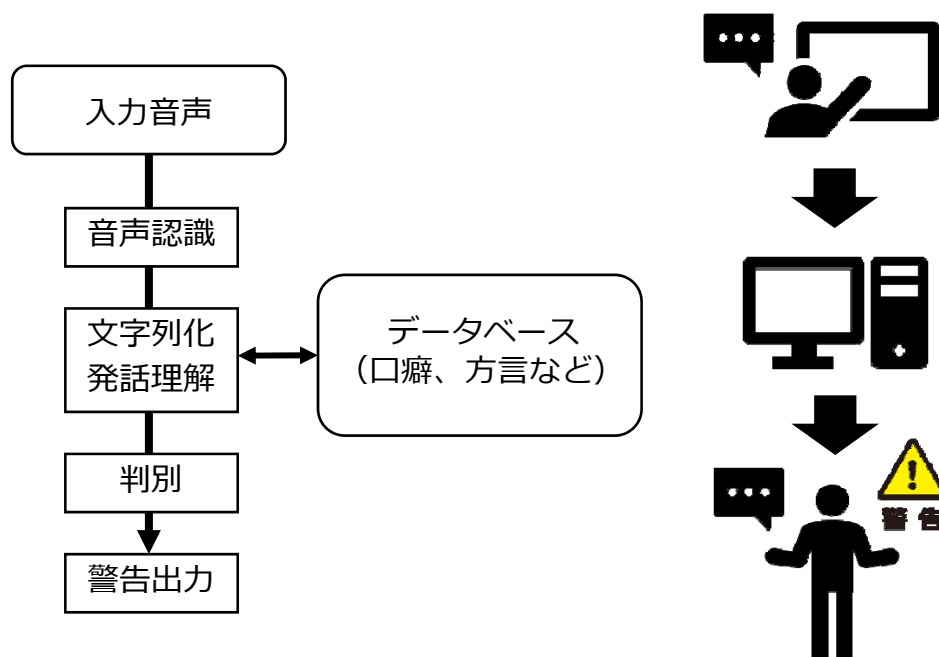 入力音声
音声認識
文字列化
発話理解
データベース
（口癖、方言など）
判別
警告出力
警告